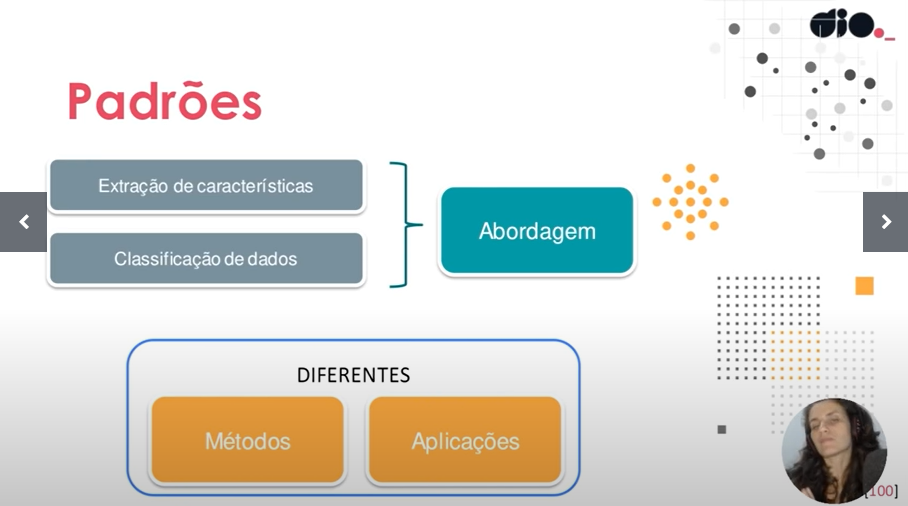 dio._
Padrões
Extração de características
Classificação de dados
Abordagem
DIFERENTES
Métodos
Aplicações
[100]